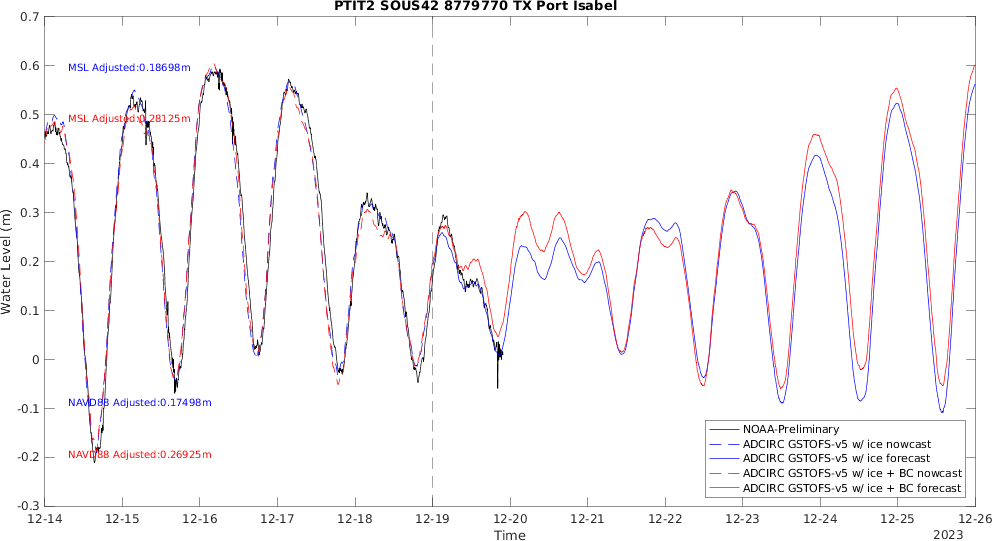 PTIT2 SOUS42 8779770 TX Port Isabel
0.7
0.6
0.5
0.4
0.3
0.2
0.1
0
-0.1
-0.2
-0.3
Water Level (m)
MSL Adjusted:0.18698m
MSL Adjusted:0.28125m
NAVD88 Adjusted:0.17498m
NAVD88 Adjusted:0.26925m
NOAA-Preliminary
ADCIRC GSTOFS-v5 w/ ice nowcast
ADCIRC GSTOFS-v5 w/ ice forecast
ADCIRC GSTOFS-v5 w/ ice + BC nowcast
ADCIRC GSTOFS-v5 w/ ice + BC forecast
12-14 12-15 12-16 12-17 12-18 12-19 12-20 12-21 12-22 12-23 12-24 12-25 12-26
Time
2023